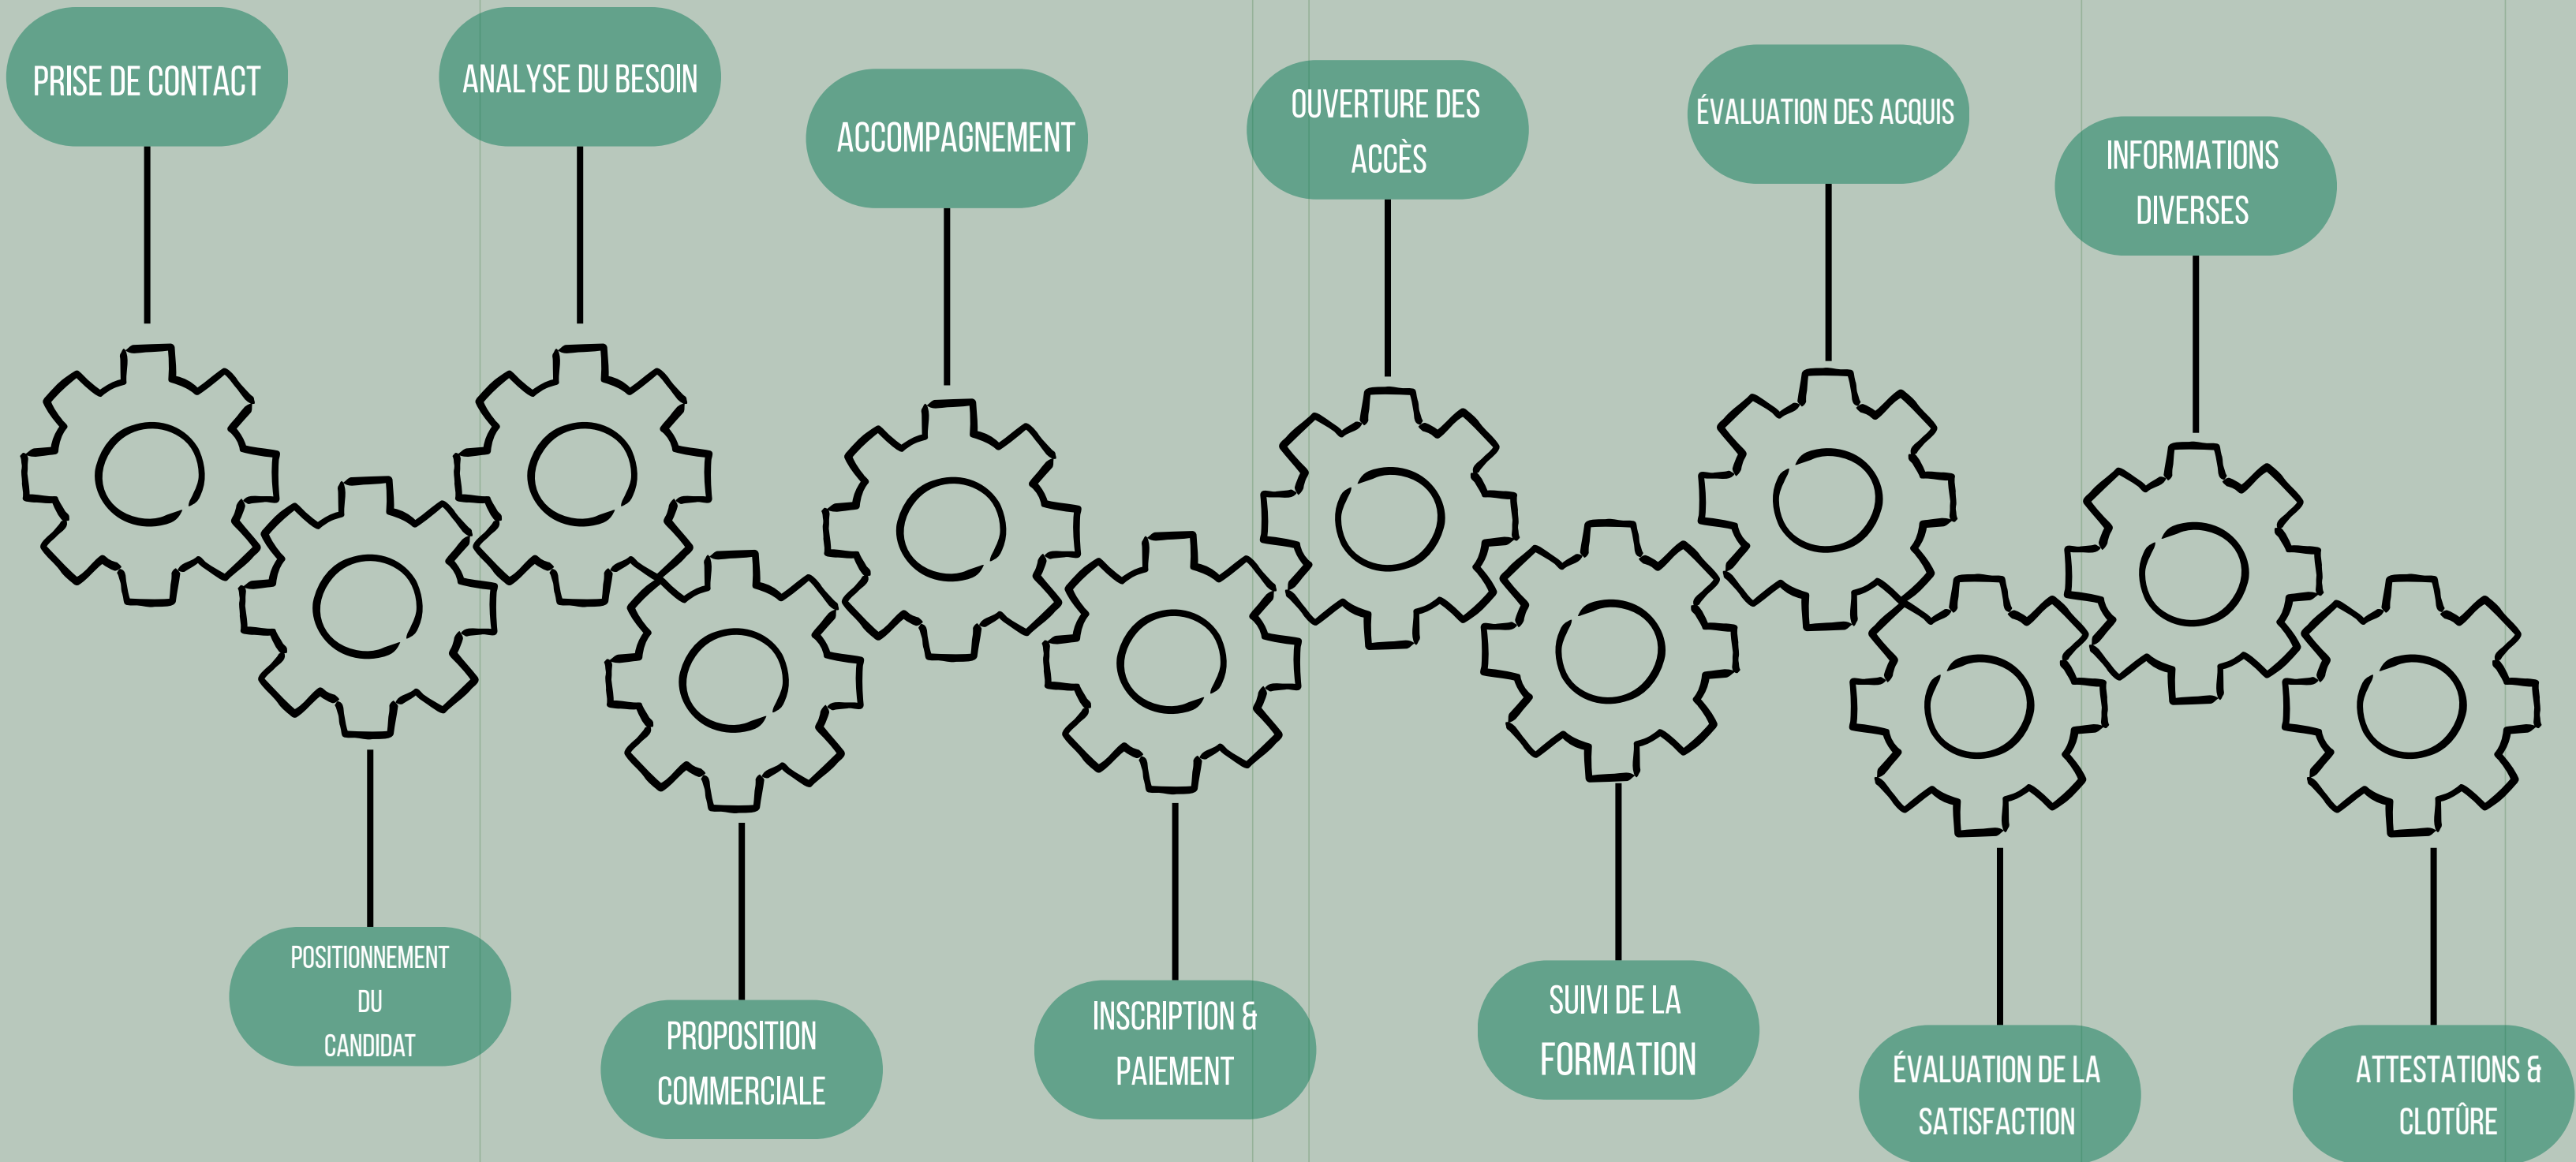 PRISE DE CONTACT
ANALYSE DU BESOIN
ACCOMPAGNEMENT
OUVERTURE DES
ACCÈS
ÉVALUATION DES ACQUIS
INFORMATIONS
DIVERSES
POSITIONNEMENT
DU
CANDIDAT
PROPOSITION
COMMERCIALE
INSCRIPTION &
PAIEMENT
SUIVI DE LA
FORMATION
ÉVALUATION DE LA
SATISFACTION
ATTESTATIONS &
CLOTÛRE